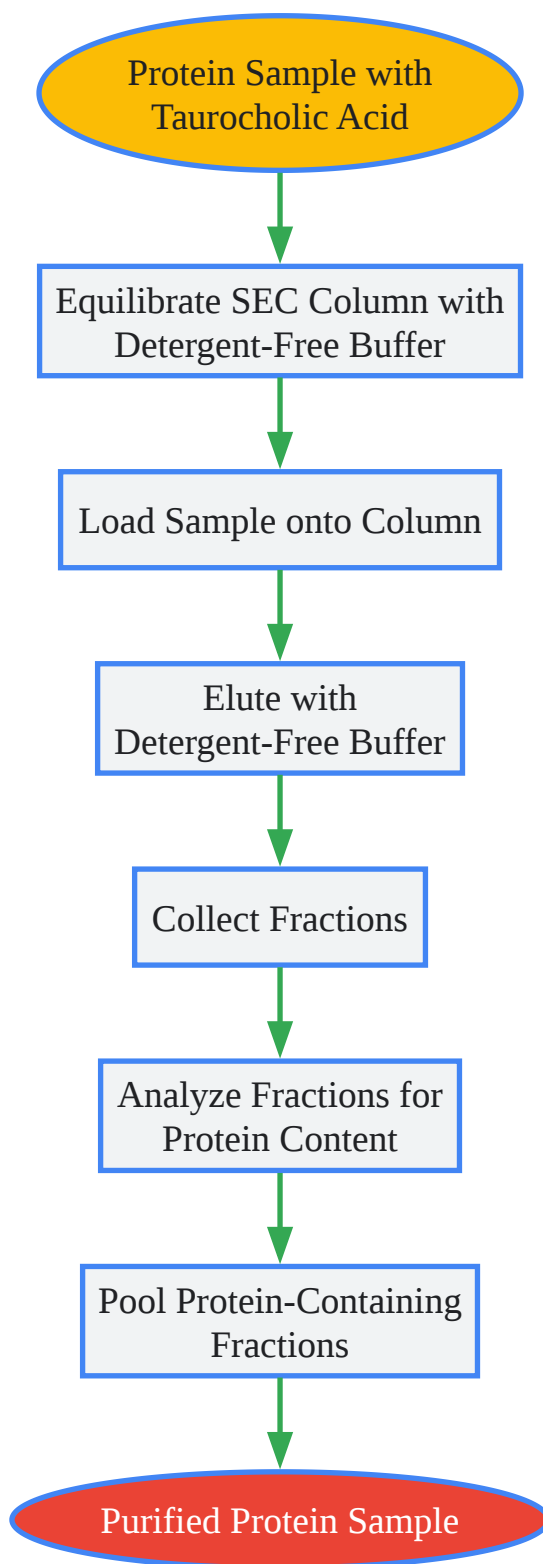 Protein Sample with
Taurocholic Acid
Equilibrate SEC Column with
Detergent-Free Buffer
Load Sample onto Column
Elute with
Detergent-Free Buffer
Collect Fractions
Analyze Fractions for
Protein Content
Pool Protein-Containing
Fractions
Purified Protein Sample